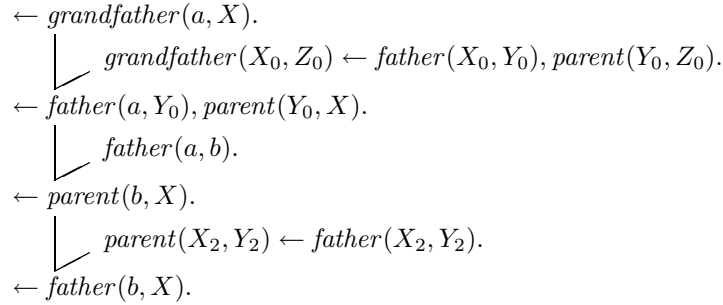 ← grandfather(a, X).
grandfather(X₀, Z₀) ← father(X₀, Y₀), parent(Y₀, Z₀).
← father(a, Y₀), parent(Y₀, X).
father(a, b).
← parent(b, X).
parent(X₂, Y₂) ← father(X₂, Y₂).
← father(b, X).